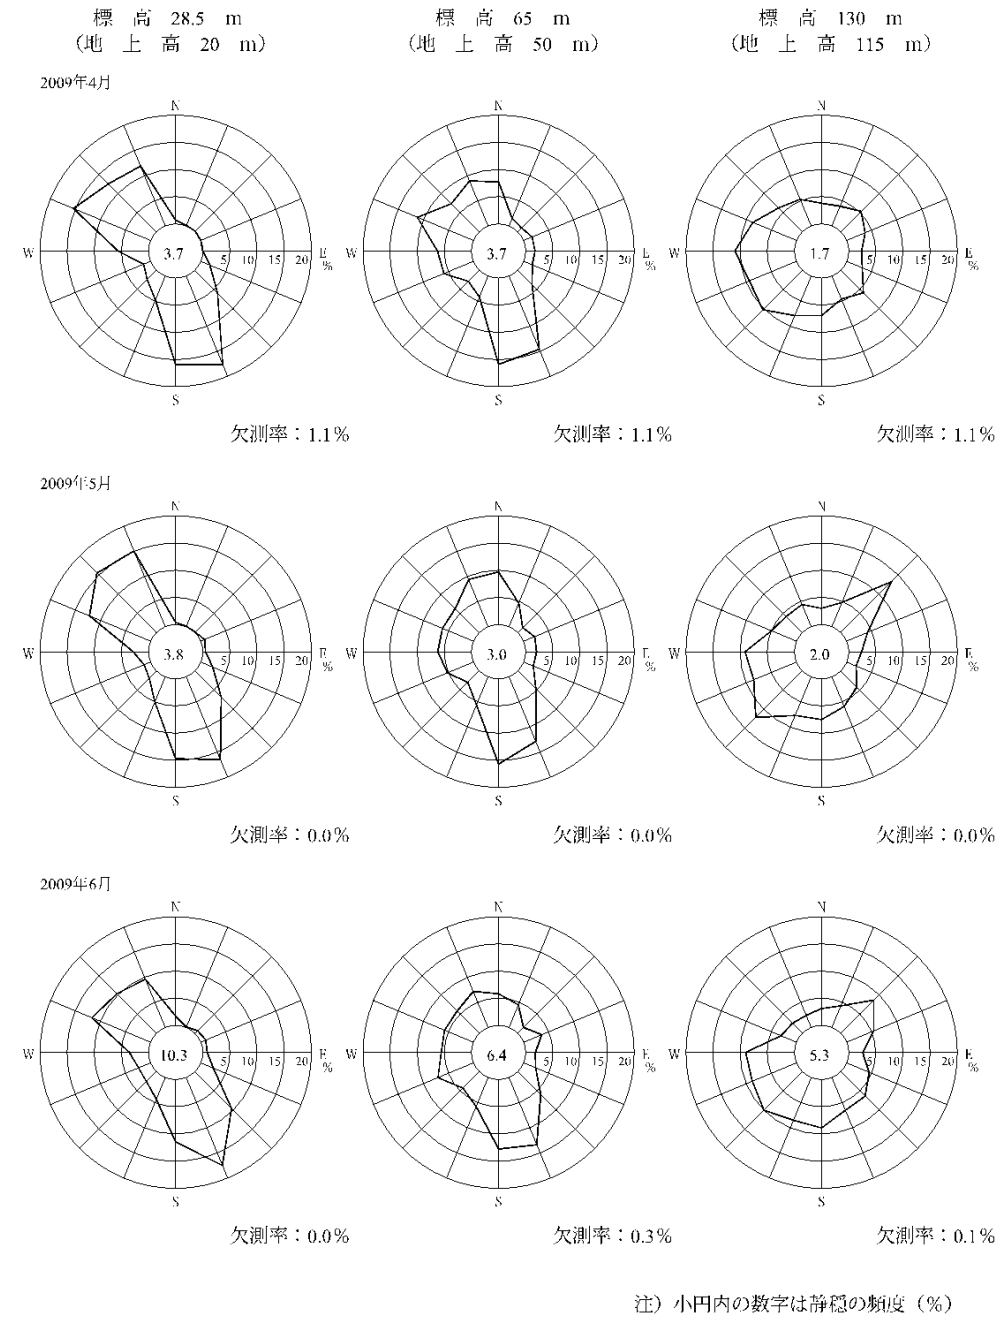 標 高 28.5 m 標 高 65 m 標 高 130 m
（地 上 高 20 m） （地 上 高 50 m） （地 上 高 115 m）
2009年4月
N N N
W 3.7 5 10 15 20 E % W 3.7 5 10 15 20 E % W 1.7 5 10 15 20 E %
S S S
欠測率：1.1% 欠測率：1.1% 欠測率：1.1%
2009年5月
N N N
W 3.8 5 10 15 20 E % W 3.0 5 10 15 20 E % W 2.0 5 10 15 20 E %
S S S
欠測率：0.0% 欠測率：0.0% 欠測率：0.0%
2009年6月
N N N
W 10.3 5 10 15 20 E % W 6.4 5 10 15 20 E % W 5.3 5 10 15 20 E %
S S S
欠測率：0.0% 欠測率：0.3% 欠測率：0.1%
注）小円内の数字は静穏の頻度（%）